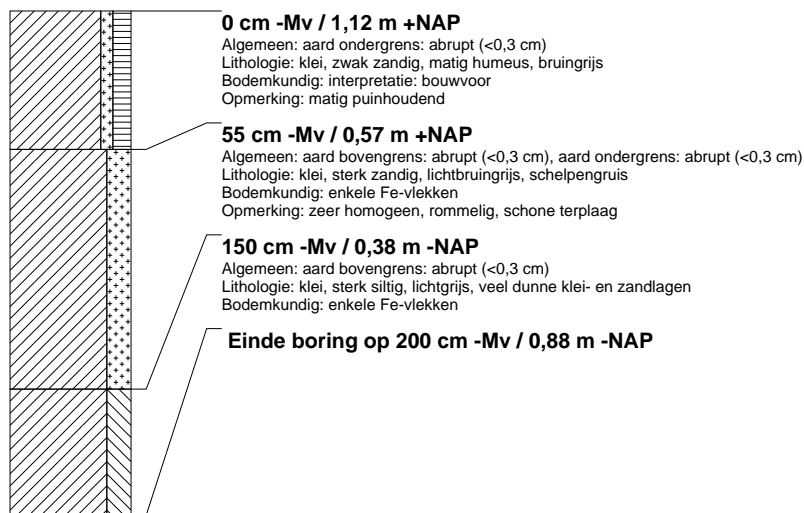 0 cm -Mv / 1,12 m +NAP
Algemeen: aard ondergrens: abrupt (<0,3 cm)
Lithologie: klei, zwak zandig, matig humeus, bruingrijs
Bodemkundig: interpretatie: bouwvoor
Opmerking: matig puinhoudend
55 cm -Mv / 0,57 m +NAP
Algemeen: aard bovengrens: abrupt (<0,3 cm), aard ondergrens: abrupt (<0,3 cm)
Lithologie: klei, sterk zandig, lichtbruingrijs, schelpengruis
Bodemkundig: enkele Fe-vlekken
Opmerking: zeer homogeen, rommelig, schone terplaag
150 cm -Mv / 0,38 m -NAP
Algemeen: aard bovengrens: abrupt (<0,3 cm)
Lithologie: klei, sterk siltig, lichtgrijs, veel dunne klei- en zandlagen
Bodemkundig: enkele Fe-vlekken
Einde boring op 200 cm -Mv / 0,88 m -NAP